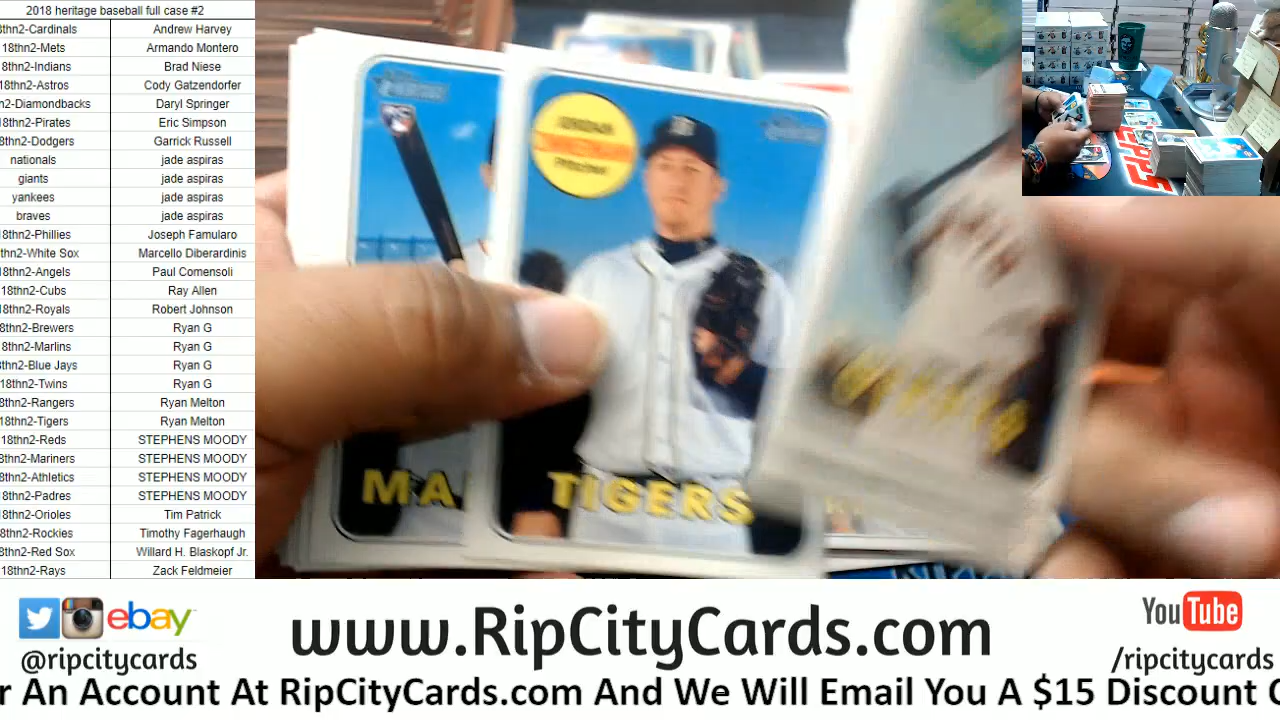 2018 heritage baseball full case #2
8thn2-Cardinals Andrew Harvey
18thn2-Mets Armando Montero
8thn2-Indians Brad Niese
18thn2-Astros Cody Gatzendorfer
n2-Diamondbacks Daryl Springer
18thn2-Pirates Eric Simpson
8thn2-Dodgers Garrick Russell
nationals jade aspiras
giants jade aspiras
yankees jade aspiras
braves jade aspiras
8thn2-Phillies Joseph Famularo
thn2-White Sox Marcello Diberardinis
18thn2-Angels Paul Comensoli
18thn2-Cubs Ray Allen
18thn2-Royals Robert Johnson
8thn2-Brewers Ryan G
8thn2-Marlins Ryan G
8thn2-Blue Jays Ryan G
18thn2-Twins Ryan G
8thn2-Rangers Ryan Melton
18thn2-Tigers Ryan Melton
18thn2-Reds STEPHENS MOODY
8thn2-Mariners STEPHENS MOODY
8thn2-Athletics STEPHENS MOODY
8thn2-Padres STEPHENS MOODY
18thn2-Orioles Tim Patrick
8thn2-Rockies Timothy Fagerhaugh
8thn2-Red Sox Willard H. Blaskopf Jr.
18thn2-Rays Zack Feldmeier
Heritage
JORDAN
Pitcher
MA
TIGERS
ebay
@ripcitycards
www.RipCityCards.com
YouTube
/ripcitycards
r An Account At RipCityCards.com And We Will Email You A $15 Discount C